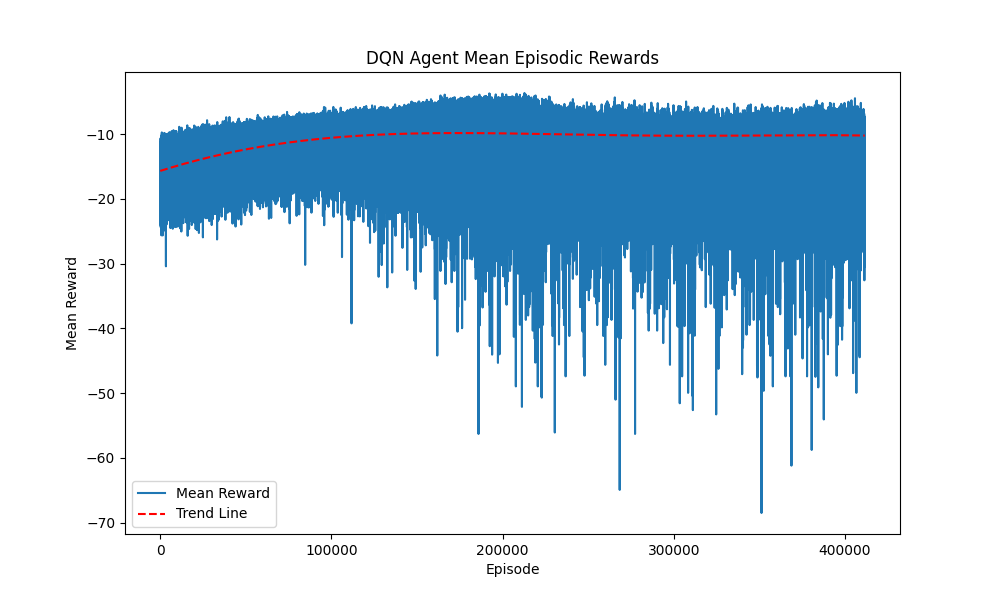 DQN Agent Mean Episodic Rewards
−10
−20
−30
−40
−50
−60
−70
Mean Reward
Mean Reward
Trend Line
0
100000
200000
300000
400000
Episode